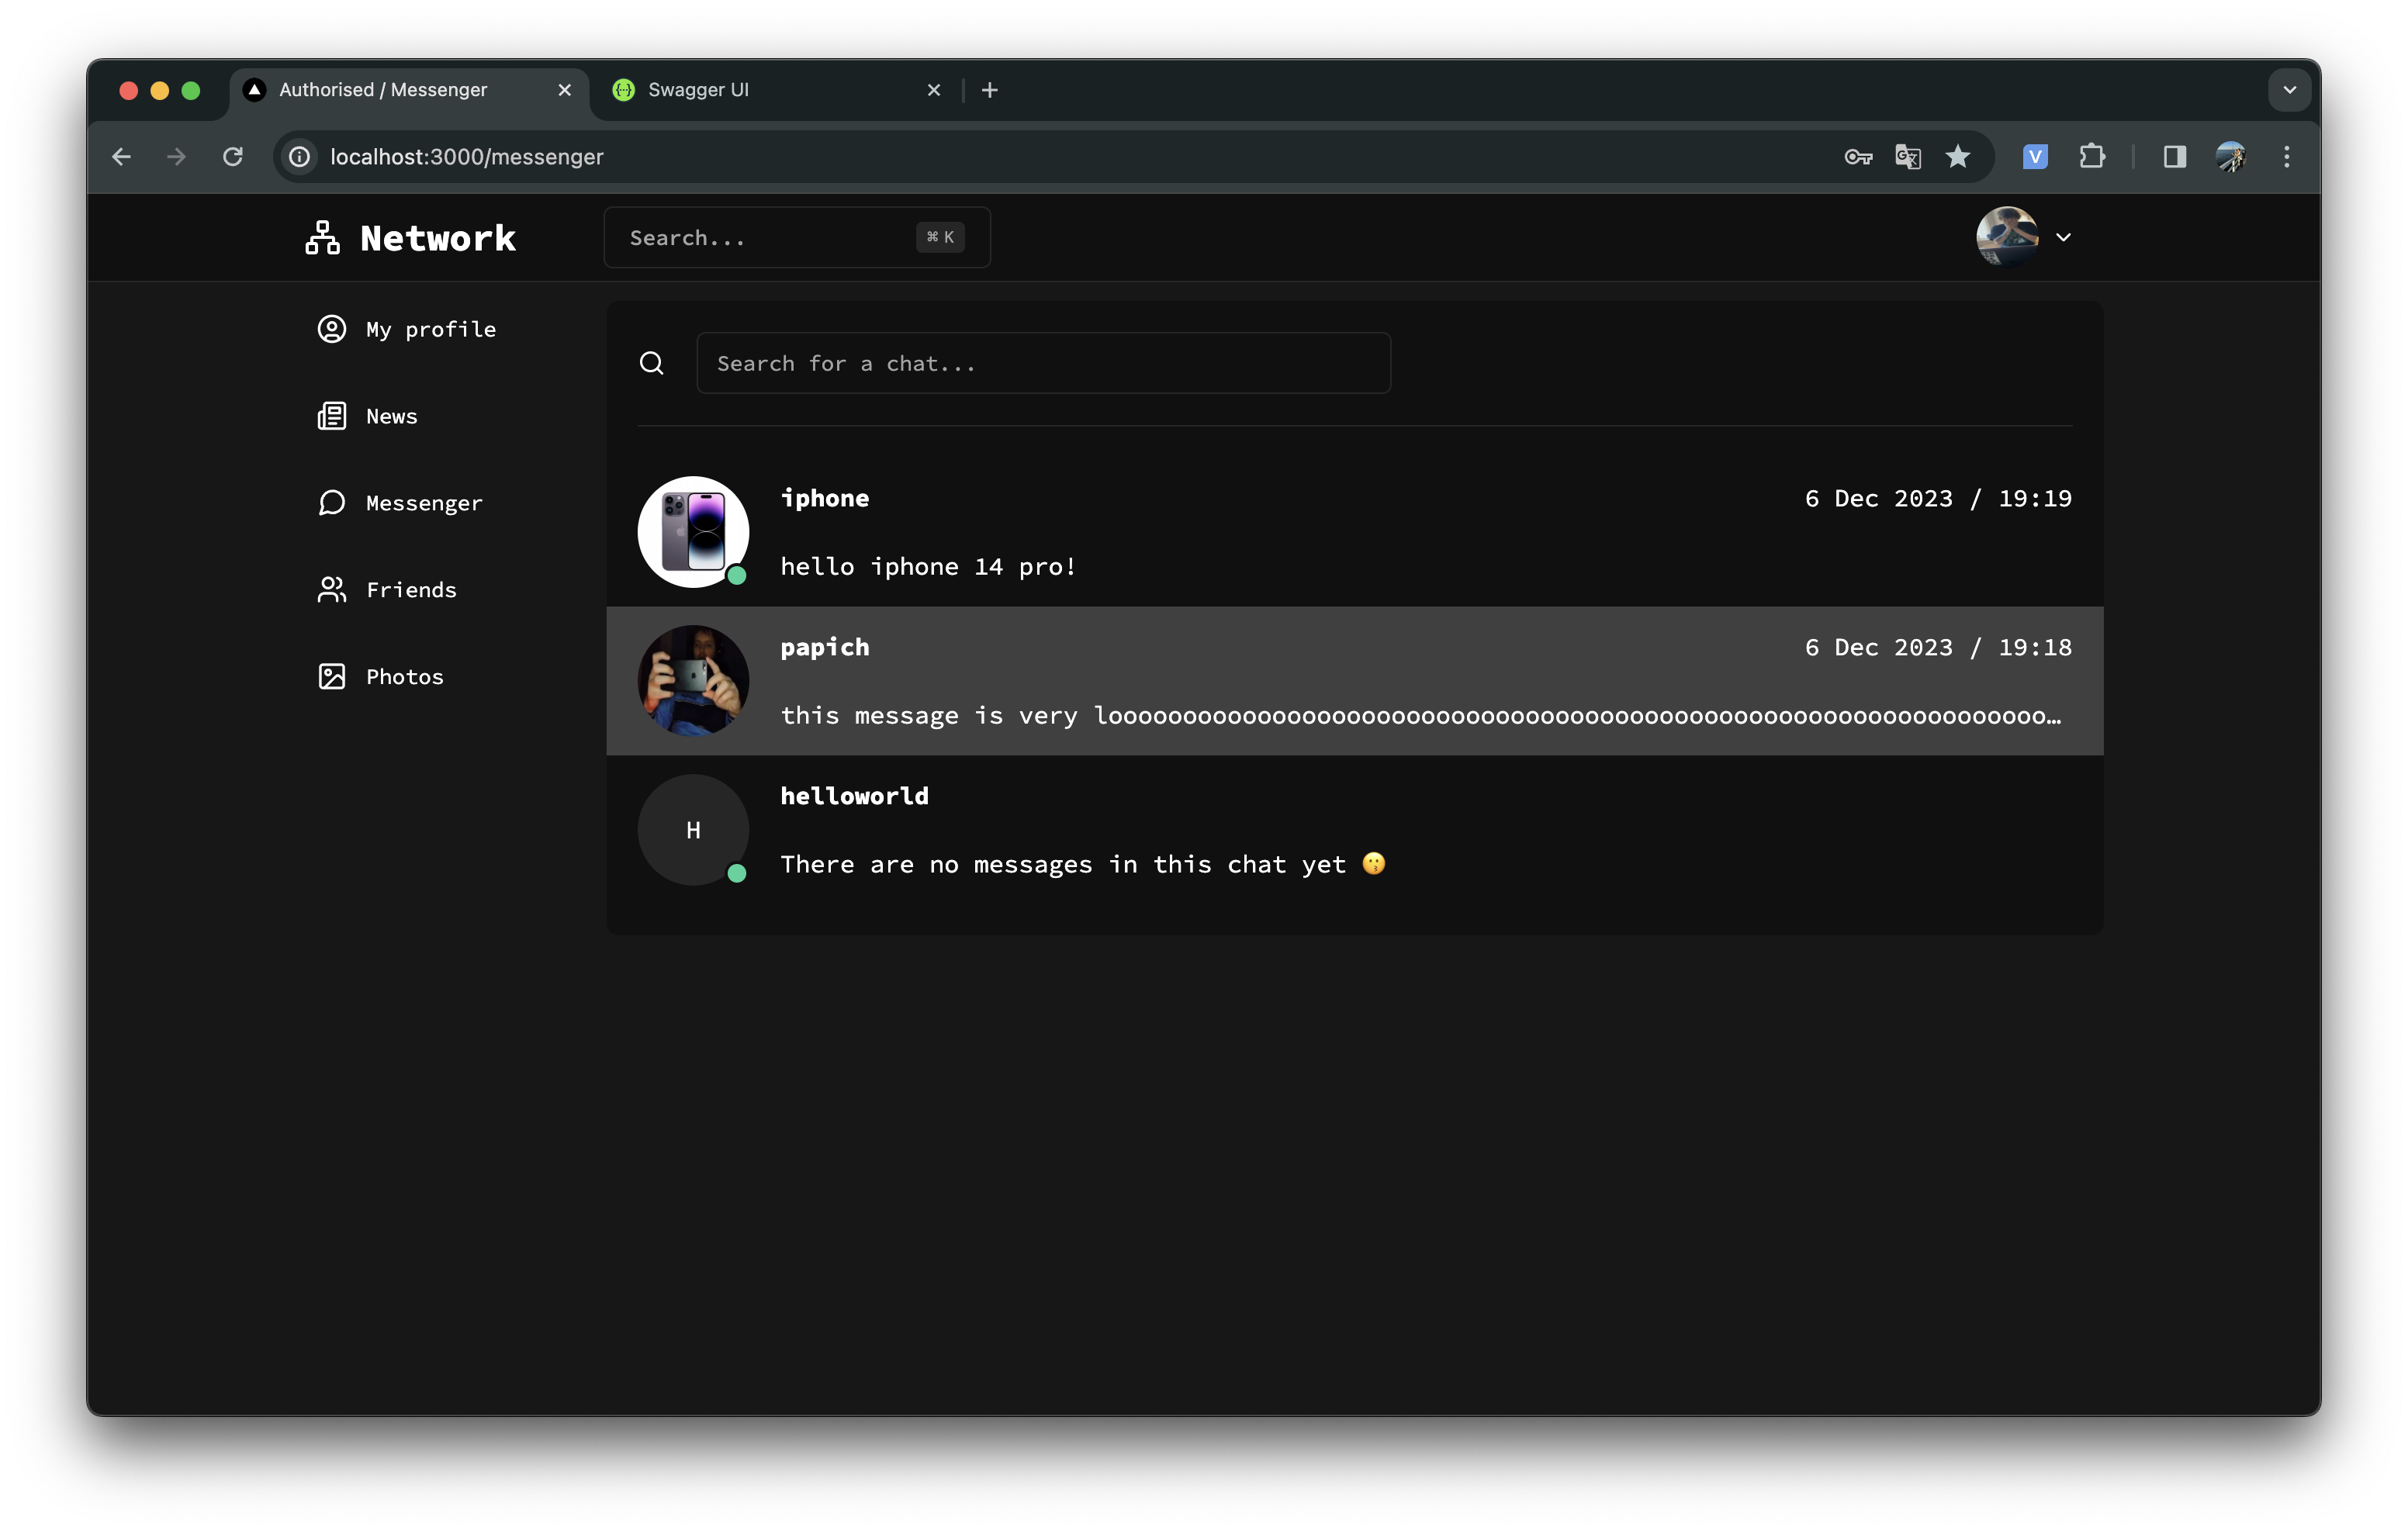 Authorised / Messenger
Swagger UI
localhost:3000/messenger
V
Network
Search...
⌘ K
My profile
News
Messenger
Friends
Photos
Search for a chat...
iphone
6 Dec 2023 / 19:19
hello iphone 14 pro!
papich
6 Dec 2023 / 19:18
this message is very looooooooooooooooooooooooooooooooooooooooooooooooooooooooooooooo…
H
helloworld
There are no messages in this chat yet 😗